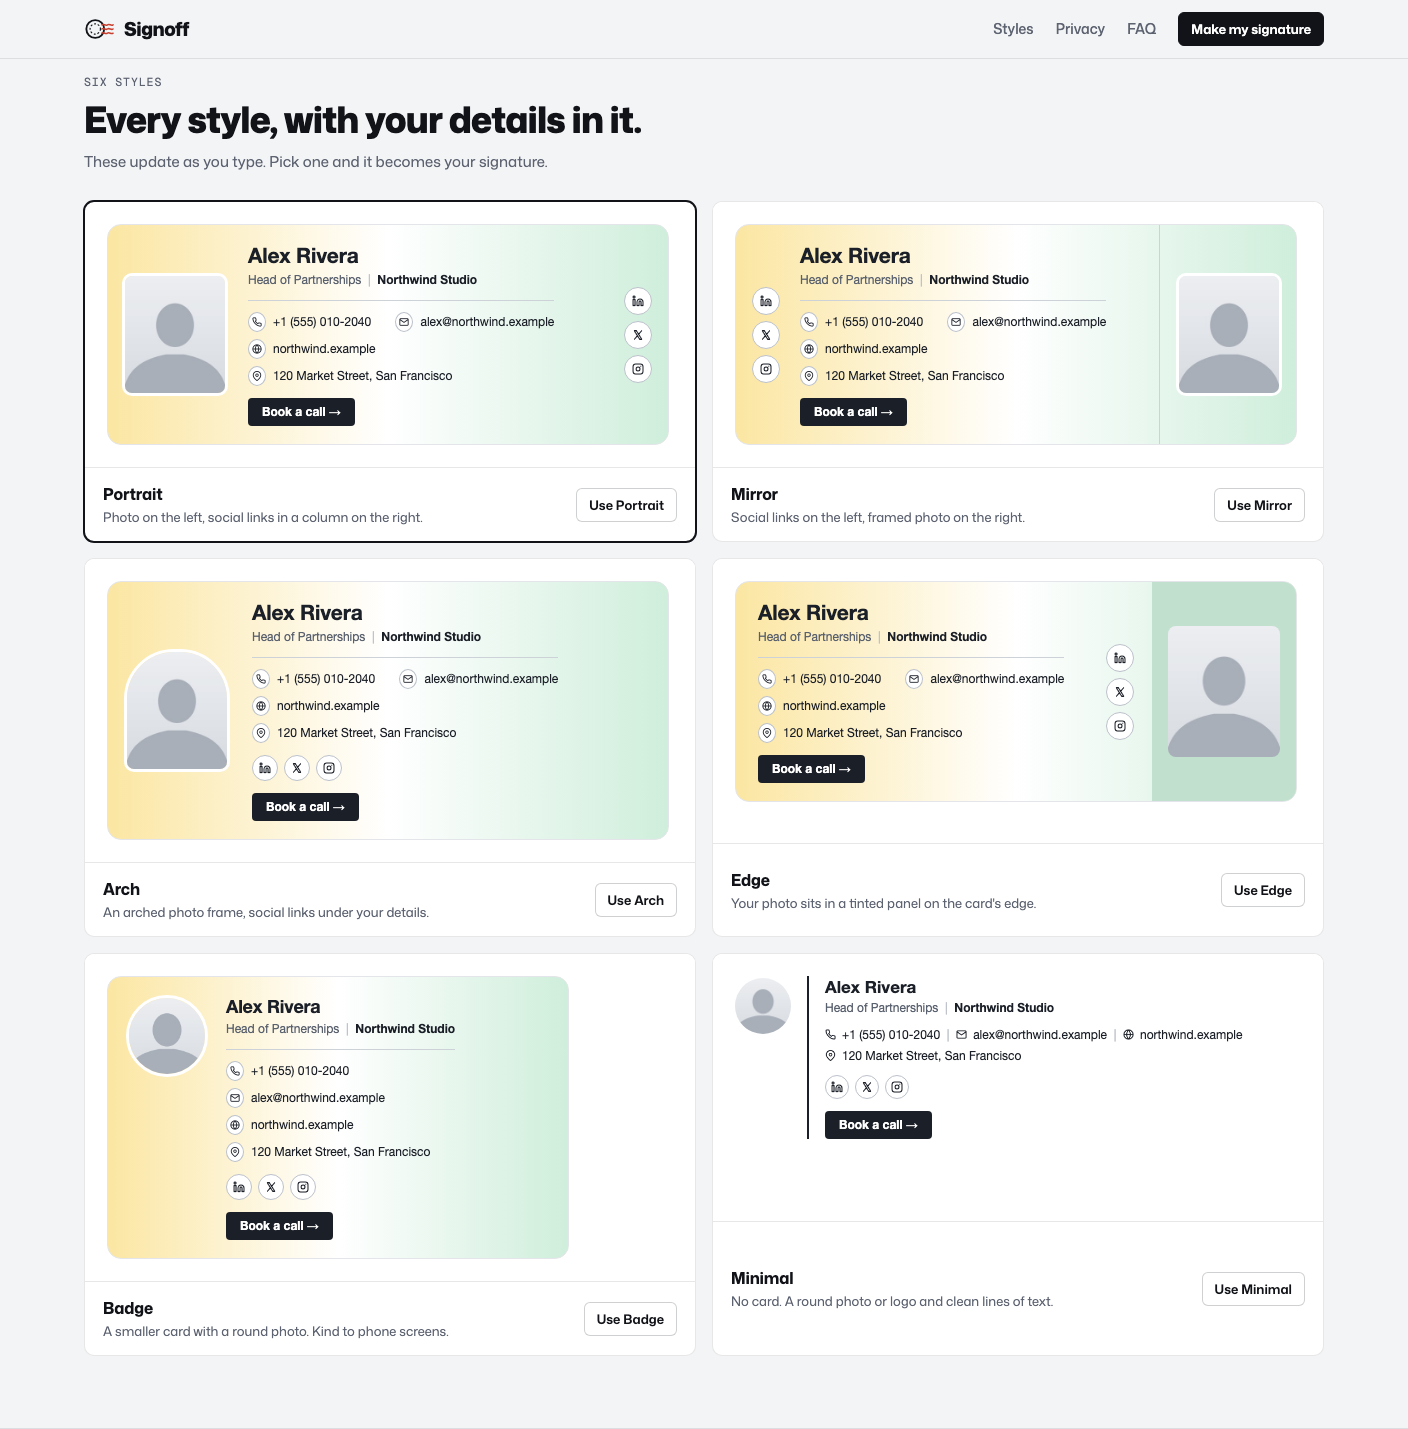 Signoff
Styles Privacy FAQ Make my signature
SIX STYLES
Every style, with your details in it.
These update as you type. Pick one and it becomes your signature.
Alex Rivera
Head of Partnerships | Northwind Studio
+1 (555) 010-2040 alex@northwind.example
northwind.example
120 Market Street, San Francisco
Book a call →
Portrait
Photo on the left, social links in a column on the right.
Use Portrait
Alex Rivera
Head of Partnerships | Northwind Studio
+1 (555) 010-2040 alex@northwind.example
northwind.example
120 Market Street, San Francisco
Book a call →
Mirror
Social links on the left, framed photo on the right.
Use Mirror
Alex Rivera
Head of Partnerships | Northwind Studio
+1 (555) 010-2040 alex@northwind.example
northwind.example
120 Market Street, San Francisco
Book a call →
Arch
An arched photo frame, social links under your details.
Use Arch
Alex Rivera
Head of Partnerships | Northwind Studio
+1 (555) 010-2040 alex@northwind.example
northwind.example
120 Market Street, San Francisco
Book a call →
Edge
Your photo sits in a tinted panel on the card's edge.
Use Edge
Alex Rivera
Head of Partnerships | Northwind Studio
+1 (555) 010-2040
alex@northwind.example
northwind.example
120 Market Street, San Francisco
Book a call →
Badge
A smaller card with a round photo. Kind to phone screens.
Use Badge
Alex Rivera
Head of Partnerships | Northwind Studio
+1 (555) 010-2040 | alex@northwind.example | northwind.example
120 Market Street, San Francisco
Book a call →
Minimal
No card. A round photo or logo and clean lines of text.
Use Minimal